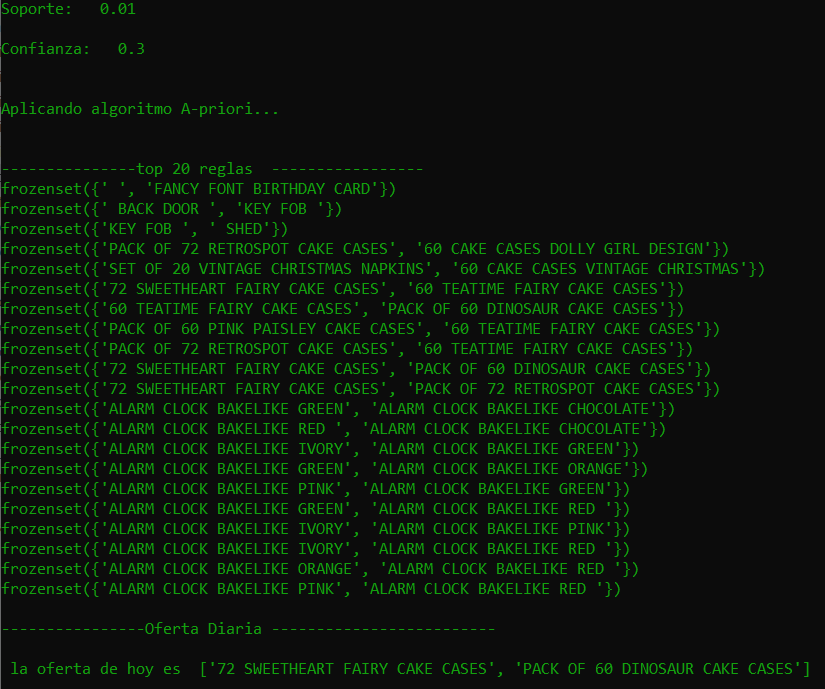 Soporte:   0.01
Confianza:   0.3
Aplicando algoritmo A-priori...
---------------top 20 reglas  -----------------
frozenset({' ', 'FANCY FONT BIRTHDAY CARD'})
frozenset({' BACK DOOR ', 'KEY FOB '})
frozenset({'KEY FOB ', ' SHED'})
frozenset({'PACK OF 72 RETROSPOT CAKE CASES', '60 CAKE CASES DOLLY GIRL DESIGN'})
frozenset({'SET OF 20 VINTAGE CHRISTMAS NAPKINS', '60 CAKE CASES VINTAGE CHRISTMAS'})
frozenset({'72 SWEETHEART FAIRY CAKE CASES', '60 TEATIME FAIRY CAKE CASES'})
frozenset({'60 TEATIME FAIRY CAKE CASES', 'PACK OF 60 DINOSAUR CAKE CASES'})
frozenset({'PACK OF 60 PINK PAISLEY CAKE CASES', '60 TEATIME FAIRY CAKE CASES'})
frozenset({'PACK OF 72 RETROSPOT CAKE CASES', '60 TEATIME FAIRY CAKE CASES'})
frozenset({'72 SWEETHEART FAIRY CAKE CASES', 'PACK OF 60 DINOSAUR CAKE CASES'})
frozenset({'72 SWEETHEART FAIRY CAKE CASES', 'PACK OF 72 RETROSPOT CAKE CASES'})
frozenset({'ALARM CLOCK BAKELIKE GREEN', 'ALARM CLOCK BAKELIKE CHOCOLATE'})
frozenset({'ALARM CLOCK BAKELIKE RED ', 'ALARM CLOCK BAKELIKE CHOCOLATE'})
frozenset({'ALARM CLOCK BAKELIKE IVORY', 'ALARM CLOCK BAKELIKE GREEN'})
frozenset({'ALARM CLOCK BAKELIKE GREEN', 'ALARM CLOCK BAKELIKE ORANGE'})
frozenset({'ALARM CLOCK BAKELIKE PINK', 'ALARM CLOCK BAKELIKE GREEN'})
frozenset({'ALARM CLOCK BAKELIKE GREEN', 'ALARM CLOCK BAKELIKE RED '})
frozenset({'ALARM CLOCK BAKELIKE IVORY', 'ALARM CLOCK BAKELIKE PINK'})
frozenset({'ALARM CLOCK BAKELIKE IVORY', 'ALARM CLOCK BAKELIKE RED '})
frozenset({'ALARM CLOCK BAKELIKE ORANGE', 'ALARM CLOCK BAKELIKE RED '})
frozenset({'ALARM CLOCK BAKELIKE PINK', 'ALARM CLOCK BAKELIKE RED '})
----------------Oferta Diaria -------------------------
la oferta de hoy es  ['72 SWEETHEART FAIRY CAKE CASES', 'PACK OF 60 DINOSAUR CAKE CASES']